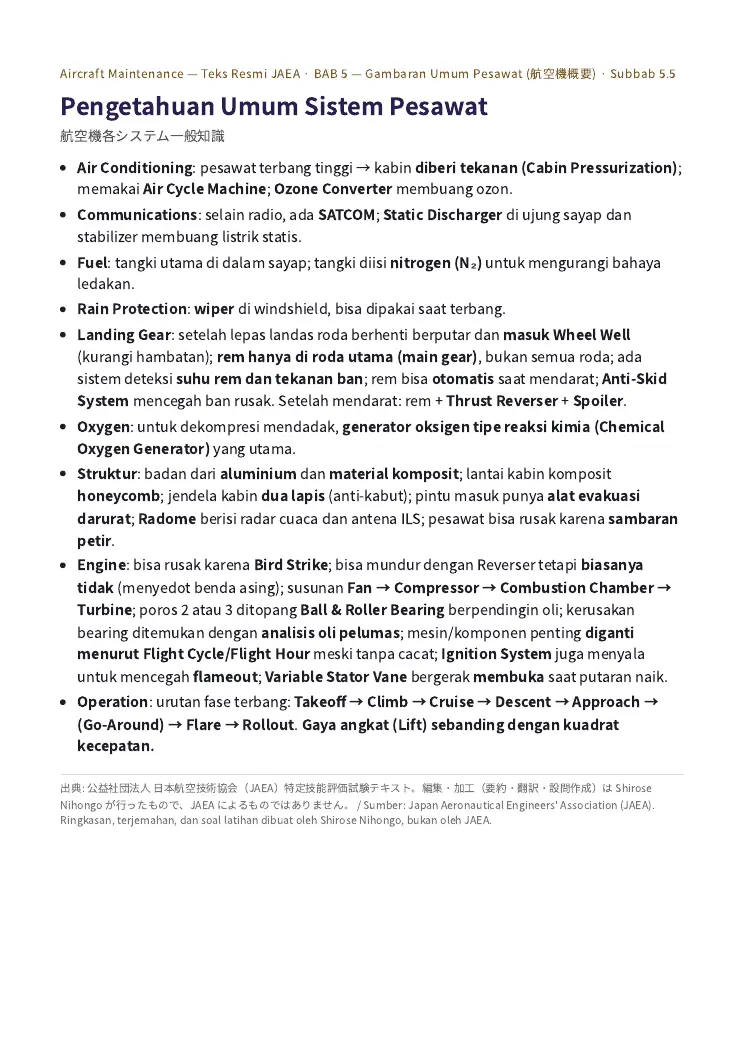 Aircraft Maintenance — Teks Resmi JAEA · BAB 5 — Gambaran Umum Pesawat (航空機概要) · Subbab 5.5
Pengetahuan Umum Sistem Pesawat
航空機各システム一般知識
• Air Conditioning: pesawat terbang tinggi → kabin diberi tekanan (Cabin Pressurization);
memakai Air Cycle Machine; Ozone Converter membuang ozon.
• Communications: selain radio, ada SATCOM; Static Discharger di ujung sayap dan
stabilizer membuang listrik statis.
• Fuel: tangki utama di dalam sayap; tangki diisi nitrogen (N₂) untuk mengurangi bahaya
ledakan.
• Rain Protection: wiper di windshield, bisa dipakai saat terbang.
• Landing Gear: setelah lepas landas roda berhenti berputar dan masuk Wheel Well
(kurangi hambatan); rem hanya di roda utama (main gear), bukan semua roda; ada
sistem deteksi suhu rem dan tekanan ban; rem bisa otomatis saat mendarat; Anti-Skid
System mencegah ban rusak. Setelah mendarat: rem + Thrust Reverser + Spoiler.
• Oxygen: untuk dekompresi mendadak, generator oksigen tipe reaksi kimia (Chemical
Oxygen Generator) yang utama.
• Struktur: badan dari aluminium dan material komposit; lantai kabin komposit
honeycomb; jendela kabin dua lapis (anti-kabut); pintu masuk punya alat evakuasi
darurat; Radome berisi radar cuaca dan antena ILS; pesawat bisa rusak karena sambaran
petir.
• Engine: bisa rusak karena Bird Strike; bisa mundur dengan Reverser tetapi biasanya
tidak (menyedot benda asing); susunan Fan → Compressor → Combustion Chamber →
Turbine; poros 2 atau 3 ditopang Ball & Roller Bearing berpendingin oli; kerusakan
bearing ditemukan dengan analisis oli pelumas; mesin/komponen penting diganti
menurut Flight Cycle/Flight Hour meski tanpa cacat; Ignition System juga menyala
untuk mencegah flameout; Variable Stator Vane bergerak membuka saat putaran naik.
• Operation: urutan fase terbang: Takeoff → Climb → Cruise → Descent → Approach →
(Go-Around) → Flare → Rollout. Gaya angkat (Lift) sebanding dengan kuadrat
kecepatan.
出典: 公益社団法人 日本航空技術協会（JAEA）特定技能評価試験テキスト。編集・加工（要約・翻訳・設問作成）は Shirose
Nihongo が行ったもので、JAEA によるものではありません。 / Sumber: Japan Aeronautical Engineers' Association (JAEA).
Ringkasan, terjemahan, dan soal latihan dibuat oleh Shirose Nihongo, bukan oleh JAEA.